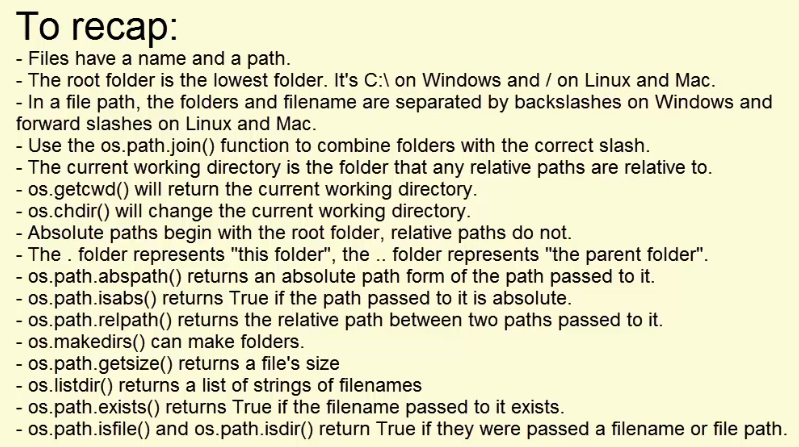 To recap:
- Files have a name and a path.
- The root folder is the lowest folder. It's C:\ on Windows and / on Linux and Mac.
- In a file path, the folders and filename are separated by backslashes on Windows and
forward slashes on Linux and Mac.
- Use the os.path.join() function to combine folders with the correct slash.
- The current working directory is the folder that any relative paths are relative to.
- os.getcwd() will return the current working directory.
- os.chdir() will change the current working directory.
- Absolute paths begin with the root folder, relative paths do not.
- The . folder represents "this folder", the .. folder represents "the parent folder".
- os.path.abspath() returns an absolute path form of the path passed to it.
- os.path.isabs() returns True if the path passed to it is absolute.
- os.path.relpath() returns the relative path between two paths passed to it.
- os.makedirs() can make folders.
- os.path.getsize() returns a file's size
- os.listdir() returns a list of strings of filenames
- os.path.exists() returns True if the filename passed to it exists.
- os.path.isfile() and os.path.isdir() return True if they were passed a filename or file path.